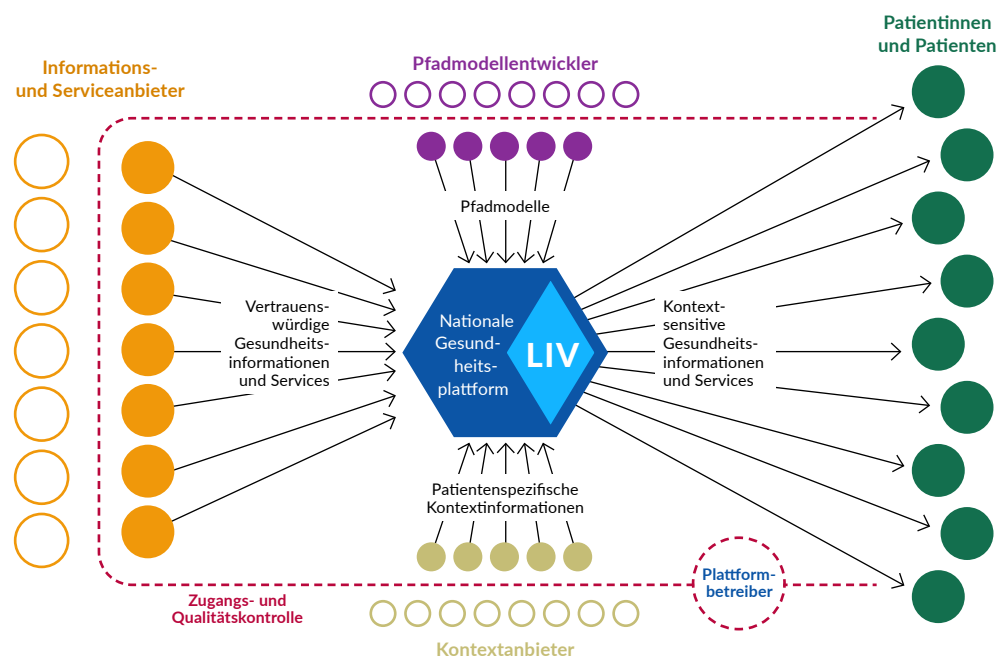 Patientinnen
und Patienten
Informations-
und Serviceanbieter
Pfadmodellentwickler
Pfadmodelle
Vertrauens-
würdige
Gesundheits-
informationen
und Services
Nationale
Gesund-
heits-
plattform
LIV
Kontext-
sensitive
Gesundheits-
informationen
und Services
Patientenspezifische
Kontextinformationen
Plattform-
betreiber
Zugangs- und
Qualitätskontrolle
Kontextanbieter